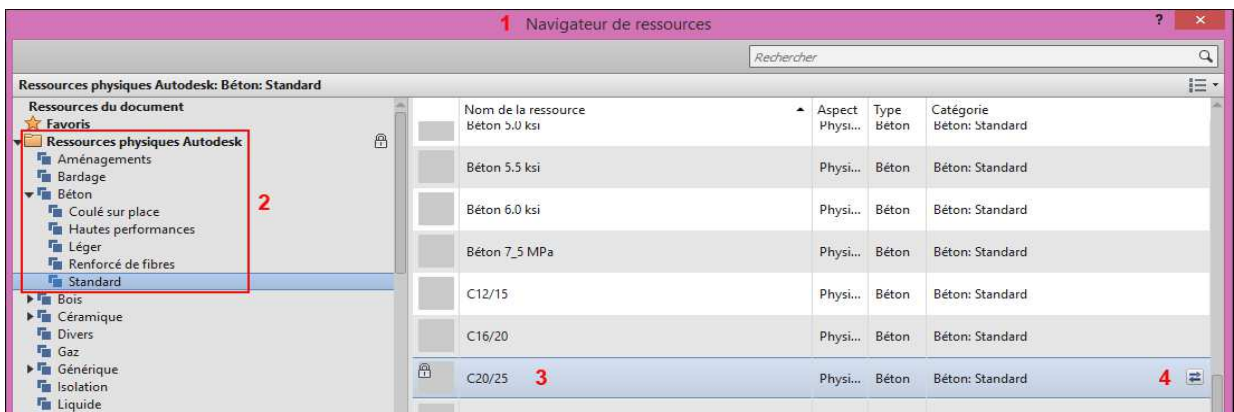 1 Navigateur de ressources ? ×
Rechercher
Ressources physiques Autodesk: Béton: Standard
Ressources du document
Favoris
Ressources physiques Autodesk
Aménagements
Bardage
Béton
Coulé sur place
Hautes performances
Léger
Renforcé de fibres
Standard
2
Bois
Céramique
Divers
Gaz
Générique
Isolation
Liquide
Nom de la ressource Aspect Type Catégorie
Béton 5.0 ksi Physi... Béton Béton: Standard
Béton 5.5 ksi Physi... Béton Béton: Standard
Béton 6.0 ksi Physi... Béton Béton: Standard
Béton 7_5 MPa Physi... Béton Béton: Standard
C12/15 Physi... Béton Béton: Standard
C16/20 Physi... Béton Béton: Standard
C20/25 3 Physi... Béton Béton: Standard 4